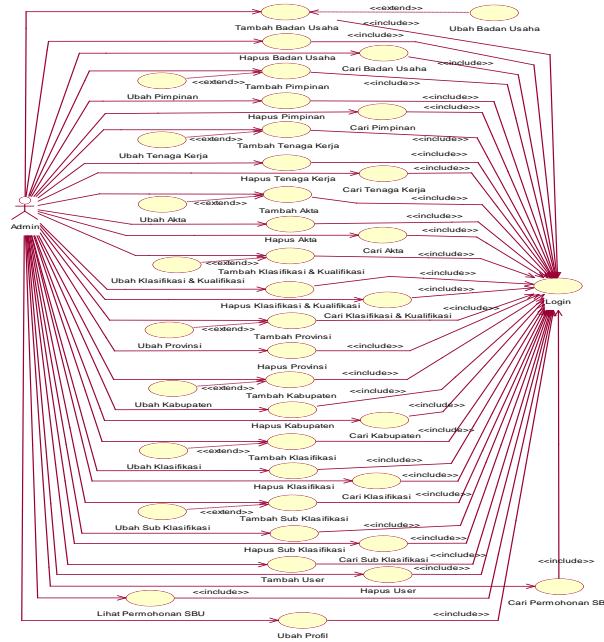 <<extend>>
Tambah Badan Usaha
<<include>>
Ubah Badan Usaha
<<include>>
Hapus Badan Usaha
Cari Badan Usaha
<<include>>
<<extend>>
Ubah Pimpinan
Tambah Pimpinan
<<include>>
<<include>>
Hapus Pimpinan
<<include>>
Cari Pimpinan
<<extend>>
Ubah Tenaga Kerja
Tambah Tenaga Kerja
<<include>>
<<include>>
Hapus Tenaga Kerja
<<include>>
Cari Tenaga Kerja
<<extend>>
Ubah Akta
Tambah Akta
<<include>>
<<include>>
Admin
Hapus Akta
<<include>>
Cari Akta
<<extend>>
Ubah Klasifikasi & Kualifikasi
Tambah Klasifikasi & Kualifikasi
<<include>>
<<include>>
Hapus Klasifikasi & Kualifikasi
<<include>>
Login
Cari Klasifikasi & Kualifikasi
<<extend>>
Ubah Provinsi
Tambah Provinsi
<<include>>
<<include>>
Hapus Provinsi
<<include>>
<<extend>>
Ubah Kabupaten
Tambah Kabupaten
<<include>>
Hapus Kabupaten
<<include>>
Cari Kabupaten
<<extend>>
Ubah Klasifikasi
Tambah Klasifikasi
<<include>>
<<include>>
Hapus Klasifikasi
<<include>>
Cari Klasifikasi
<<extend>>
Ubah Sub Klasifikasi
Tambah Sub Klasifikasi
<<include>>
<<include>>
Hapus Sub Klasifikasi
<<include>>
Cari Sub Klasifikasi
<<include>>
Tambah User
<<include>>
Hapus User
<<include>>
Cari Permohonan SB
<<include>>
Lihat Permohonan SBU
<<include>>
Ubah Profil